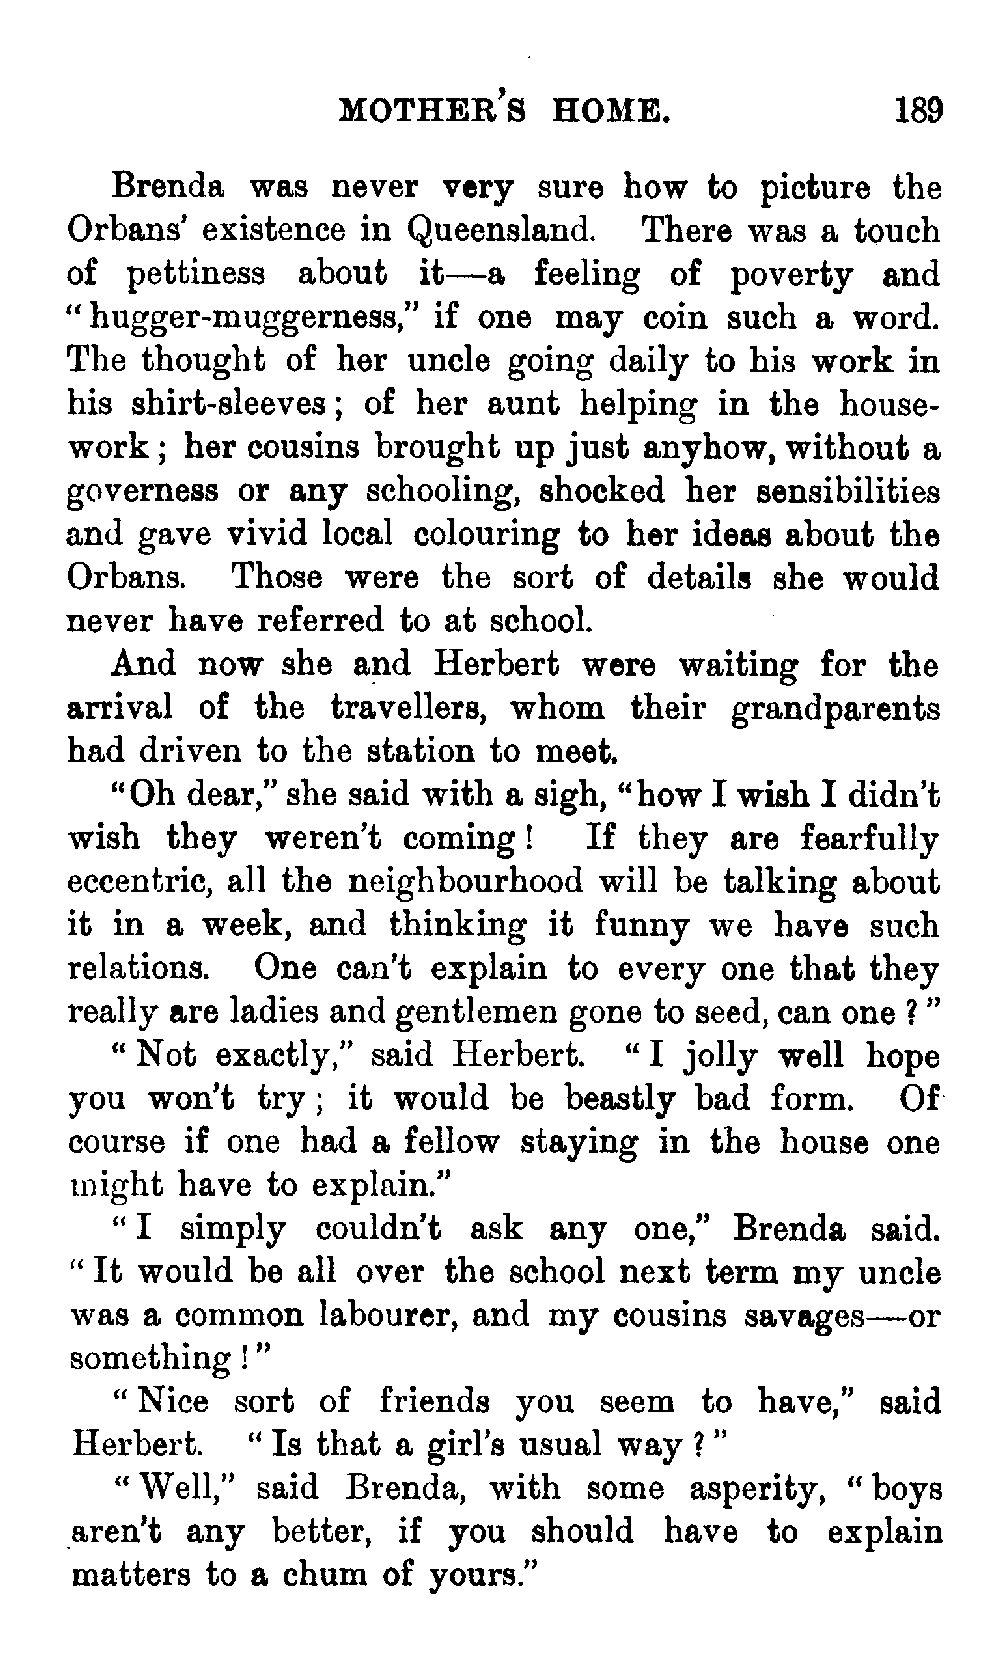 MOTHER'S HOME. 189
Brenda was never very sure how to picture the
Orbans' existence in Queensland. There was a touch
of pettiness about it—a feeling of poverty and
"hugger-muggerness," if one may coin such a word.
The thought of her uncle going daily to his work in
his shirt-sleeves; of her aunt helping in the house-
work; her cousins brought up just anyhow, without a
governess or any schooling, shocked her sensibilities
and gave vivid local colouring to her ideas about the
Orbans. Those were the sort of details she would
never have referred to at school.
And now she and Herbert were waiting for the
arrival of the travellers, whom their grandparents
had driven to the station to meet.
"Oh dear," she said with a sigh, "how I wish I didn't
wish they weren't coming! If they are fearfully
eccentric, all the neighbourhood will be talking about
it in a week, and thinking it funny we have such
relations. One can't explain to every one that they
really are ladies and gentlemen gone to seed, can one?"
"Not exactly," said Herbert. "I jolly well hope
you won't try; it would be beastly bad form. Of
course if one had a fellow staying in the house one
might have to explain."
"I simply couldn't ask any one," Brenda said.
"It would be all over the school next term my uncle
was a common labourer, and my cousins savages—or
something!"
"Nice sort of friends you seem to have," said
Herbert. "Is that a girl's usual way?"
"Well," said Brenda, with some asperity, "boys
aren't any better, if you should have to explain
matters to a chum of yours."